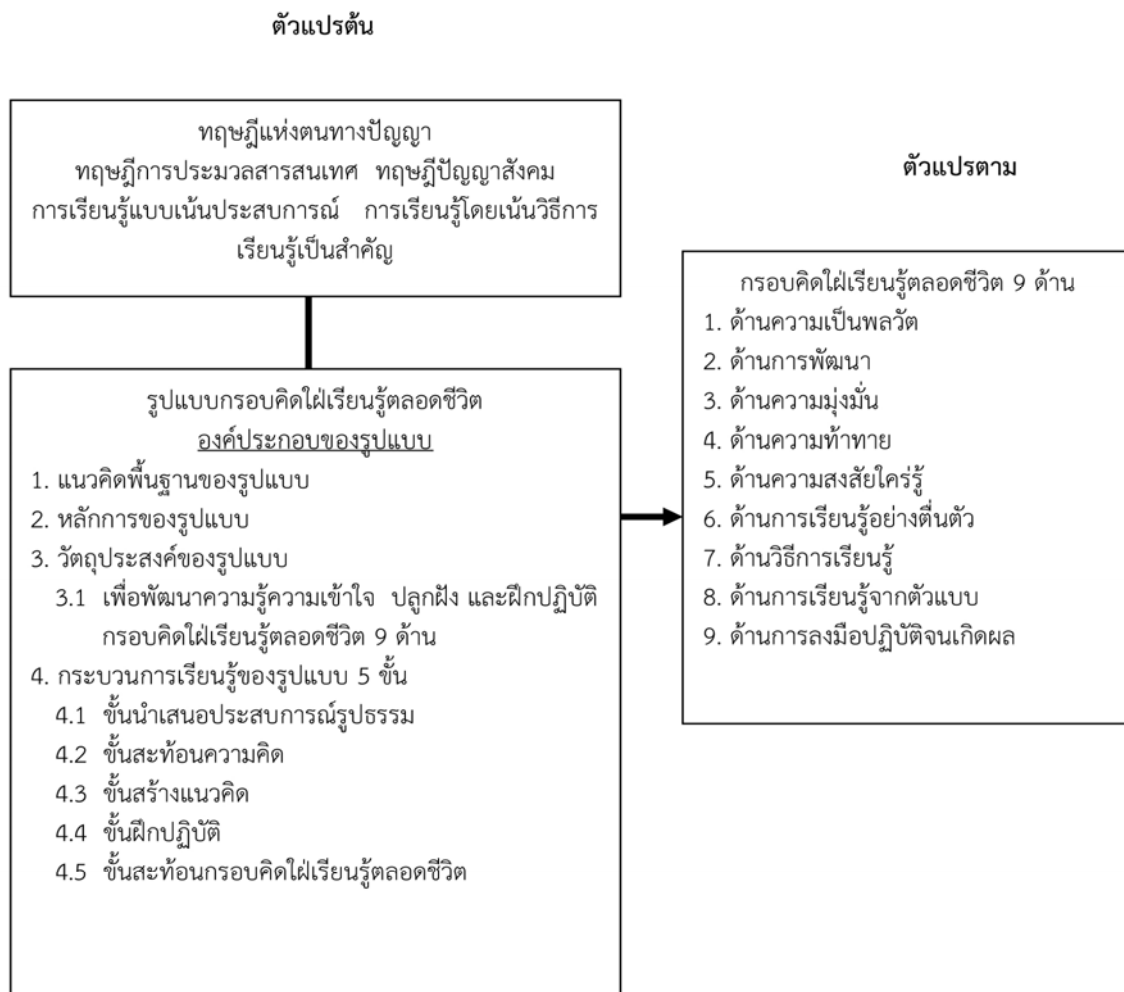 ตัวแปรต้น
ทฤษฎีแห่งตนทางปัญญา
ทฤษฎีการประมวลสารสนเทศ ทฤษฎีปัญญาสังคม
การเรียนรู้แบบเน้นประสบการณ์ การเรียนรู้โดยเน้นวิธีการ
เรียนรู้เป็นสำคัญ
รูปแบบกรอบคิดใฝ่เรียนรู้ตลอดชีวิต
องค์ประกอบของรูปแบบ
1. แนวคิดพื้นฐานของรูปแบบ
2. หลักการของรูปแบบ
3. วัตถุประสงค์ของรูปแบบ
3.1 เพื่อพัฒนาความรู้ความเข้าใจ ปลูกฝัง และฝึกปฏิบัติ
กรอบคิดใฝ่เรียนรู้ตลอดชีวิต 9 ด้าน
4. กระบวนการเรียนรู้ของรูปแบบ 5 ขั้น
4.1 ขั้นนำเสนอประสบการณ์รูปธรรม
4.2 ขั้นสะท้อนความคิด
4.3 ขั้นสร้างแนวคิด
4.4 ขั้นฝึกปฏิบัติ
4.5 ขั้นสะท้อนกรอบคิดใฝ่เรียนรู้ตลอดชีวิต
ตัวแปรตาม
กรอบคิดใฝ่เรียนรู้ตลอดชีวิต 9 ด้าน
1. ด้านความเป็นพลวัต
2. ด้านการพัฒนา
3. ด้านความมุ่งมั่น
4. ด้านความท้าทาย
5. ด้านความสงสัยใคร่รู้
6. ด้านการเรียนรู้อย่างตื่นตัว
7. ด้านวิธีการเรียนรู้
8. ด้านการเรียนรู้จากตัวแบบ
9. ด้านการลงมือปฏิบัติจนเกิดผล